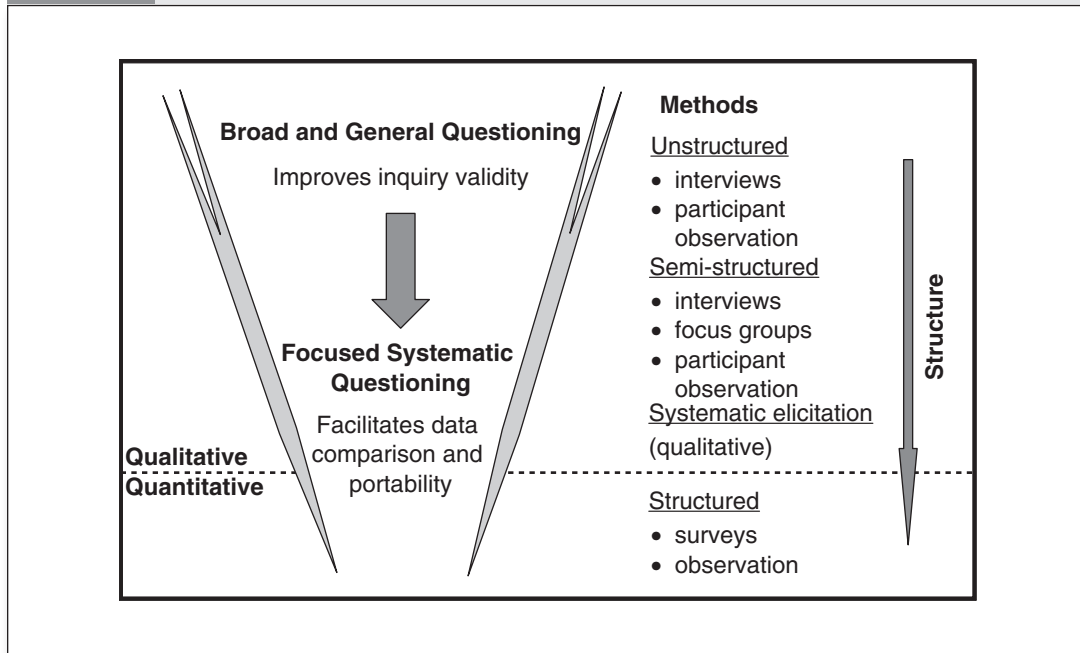 Broad and General Questioning
Improves inquiry validity
Focused Systematic
Questioning
Facilitates data
comparison and
portability
Qualitative
Quantitative
Methods
Unstructured
• interviews
• participant
observation
Semi-structured
• interviews
• focus groups
• participant
observation
Systematic elicitation
(qualitative)
Structured
• surveys
• observation
Structure